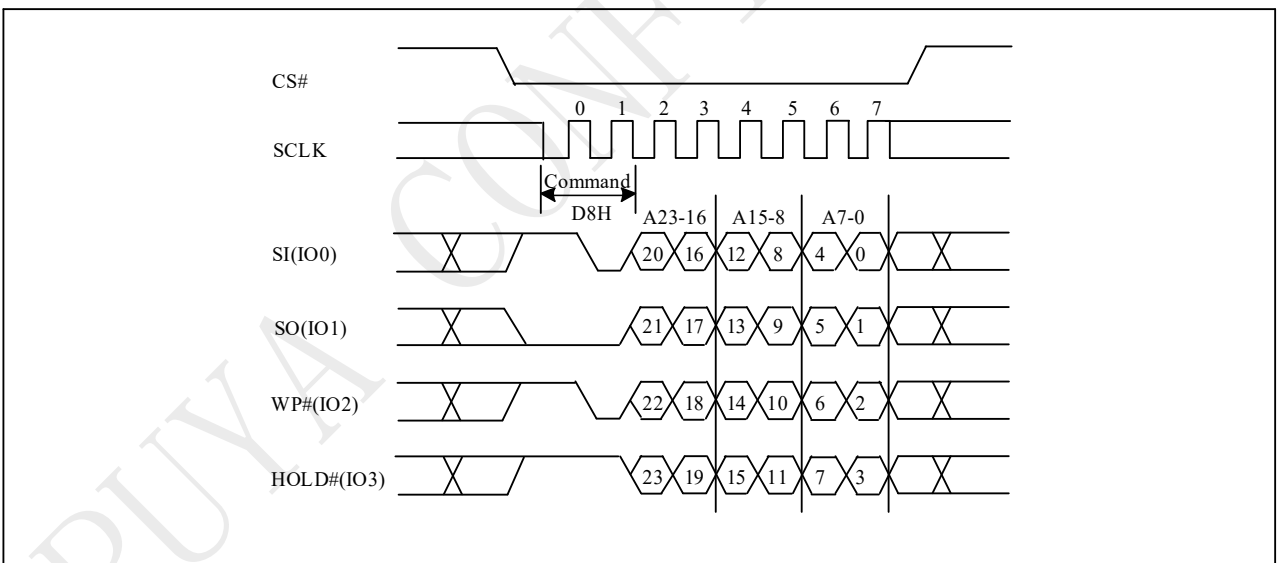 CS#
0 1 2 3 4 5 6 7
SCLK
Command
D8H A23-16 A15-8 A7-0
SI(IO0) 20 16 12 8 4 0
SO(IO1) 21 17 13 9 5 1
WP#(IO2) 22 18 14 10 6 2
HOLD#(IO3) 23 19 15 11 7 3
PUYA CONF